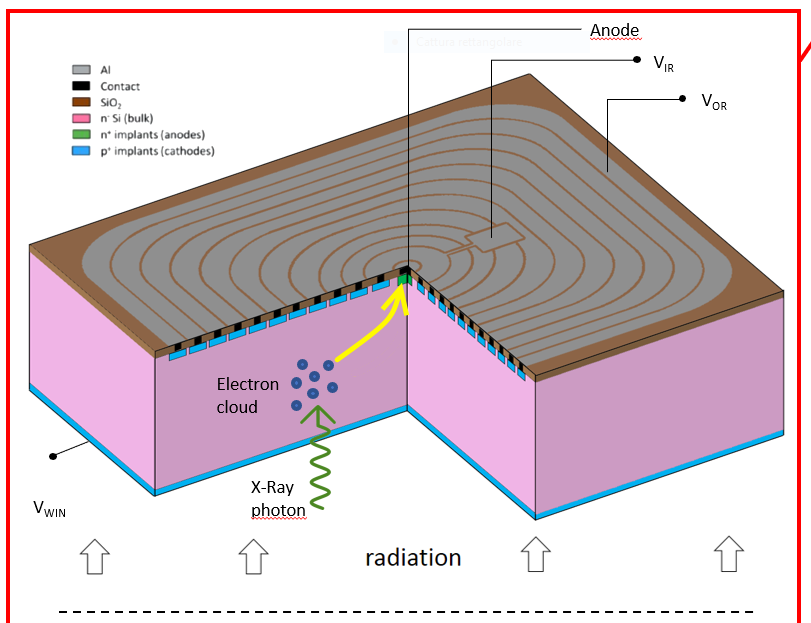 Anode
V_IR
V_OR
Al
Contact
SiO₂
n⁻ Si (bulk)
n⁺ implants (anodes)
p⁺ implants (cathodes)
Electron
cloud
X-Ray
photon
V_WIN
radiation